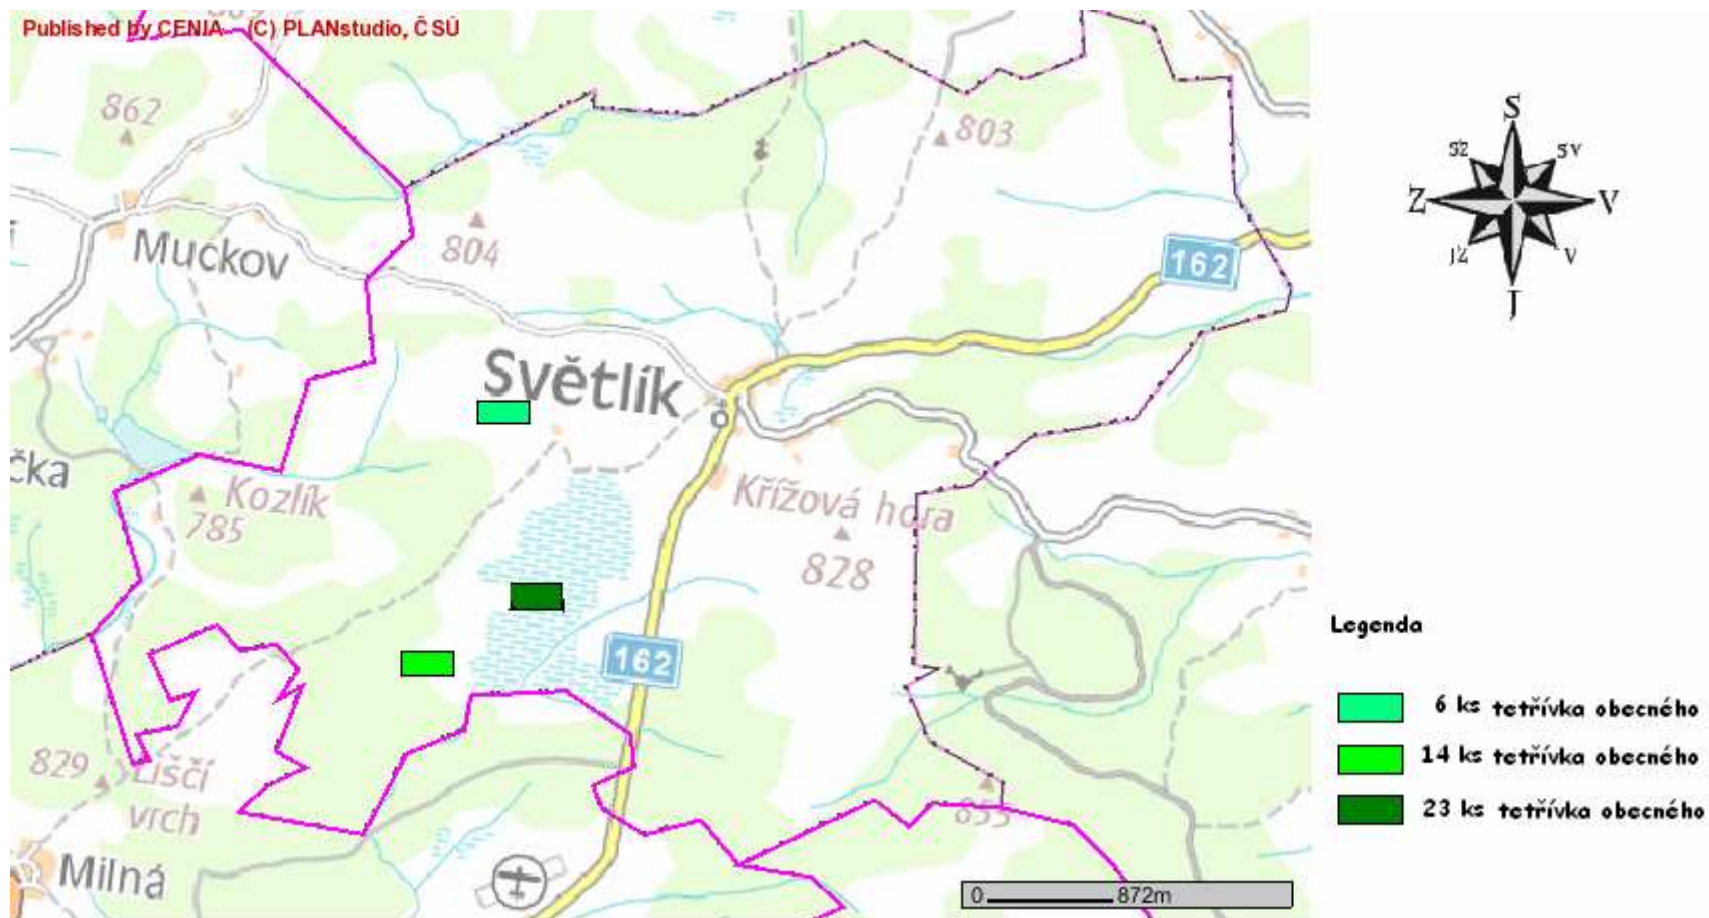 Published by CENIA (C) PLANstudio, ČSÚ
862
803
S
SZ
SV
Z
V
JZ
V
J
Mučkov
804
162
Světlík
čka
Kozlík
785
Křížová hora
828
162
Legenda
6 ks tetřívka obecného
14 ks tetřívka obecného
23 ks tetřívka obecného
829
Liščí
vrch
855
Milná
0
872m